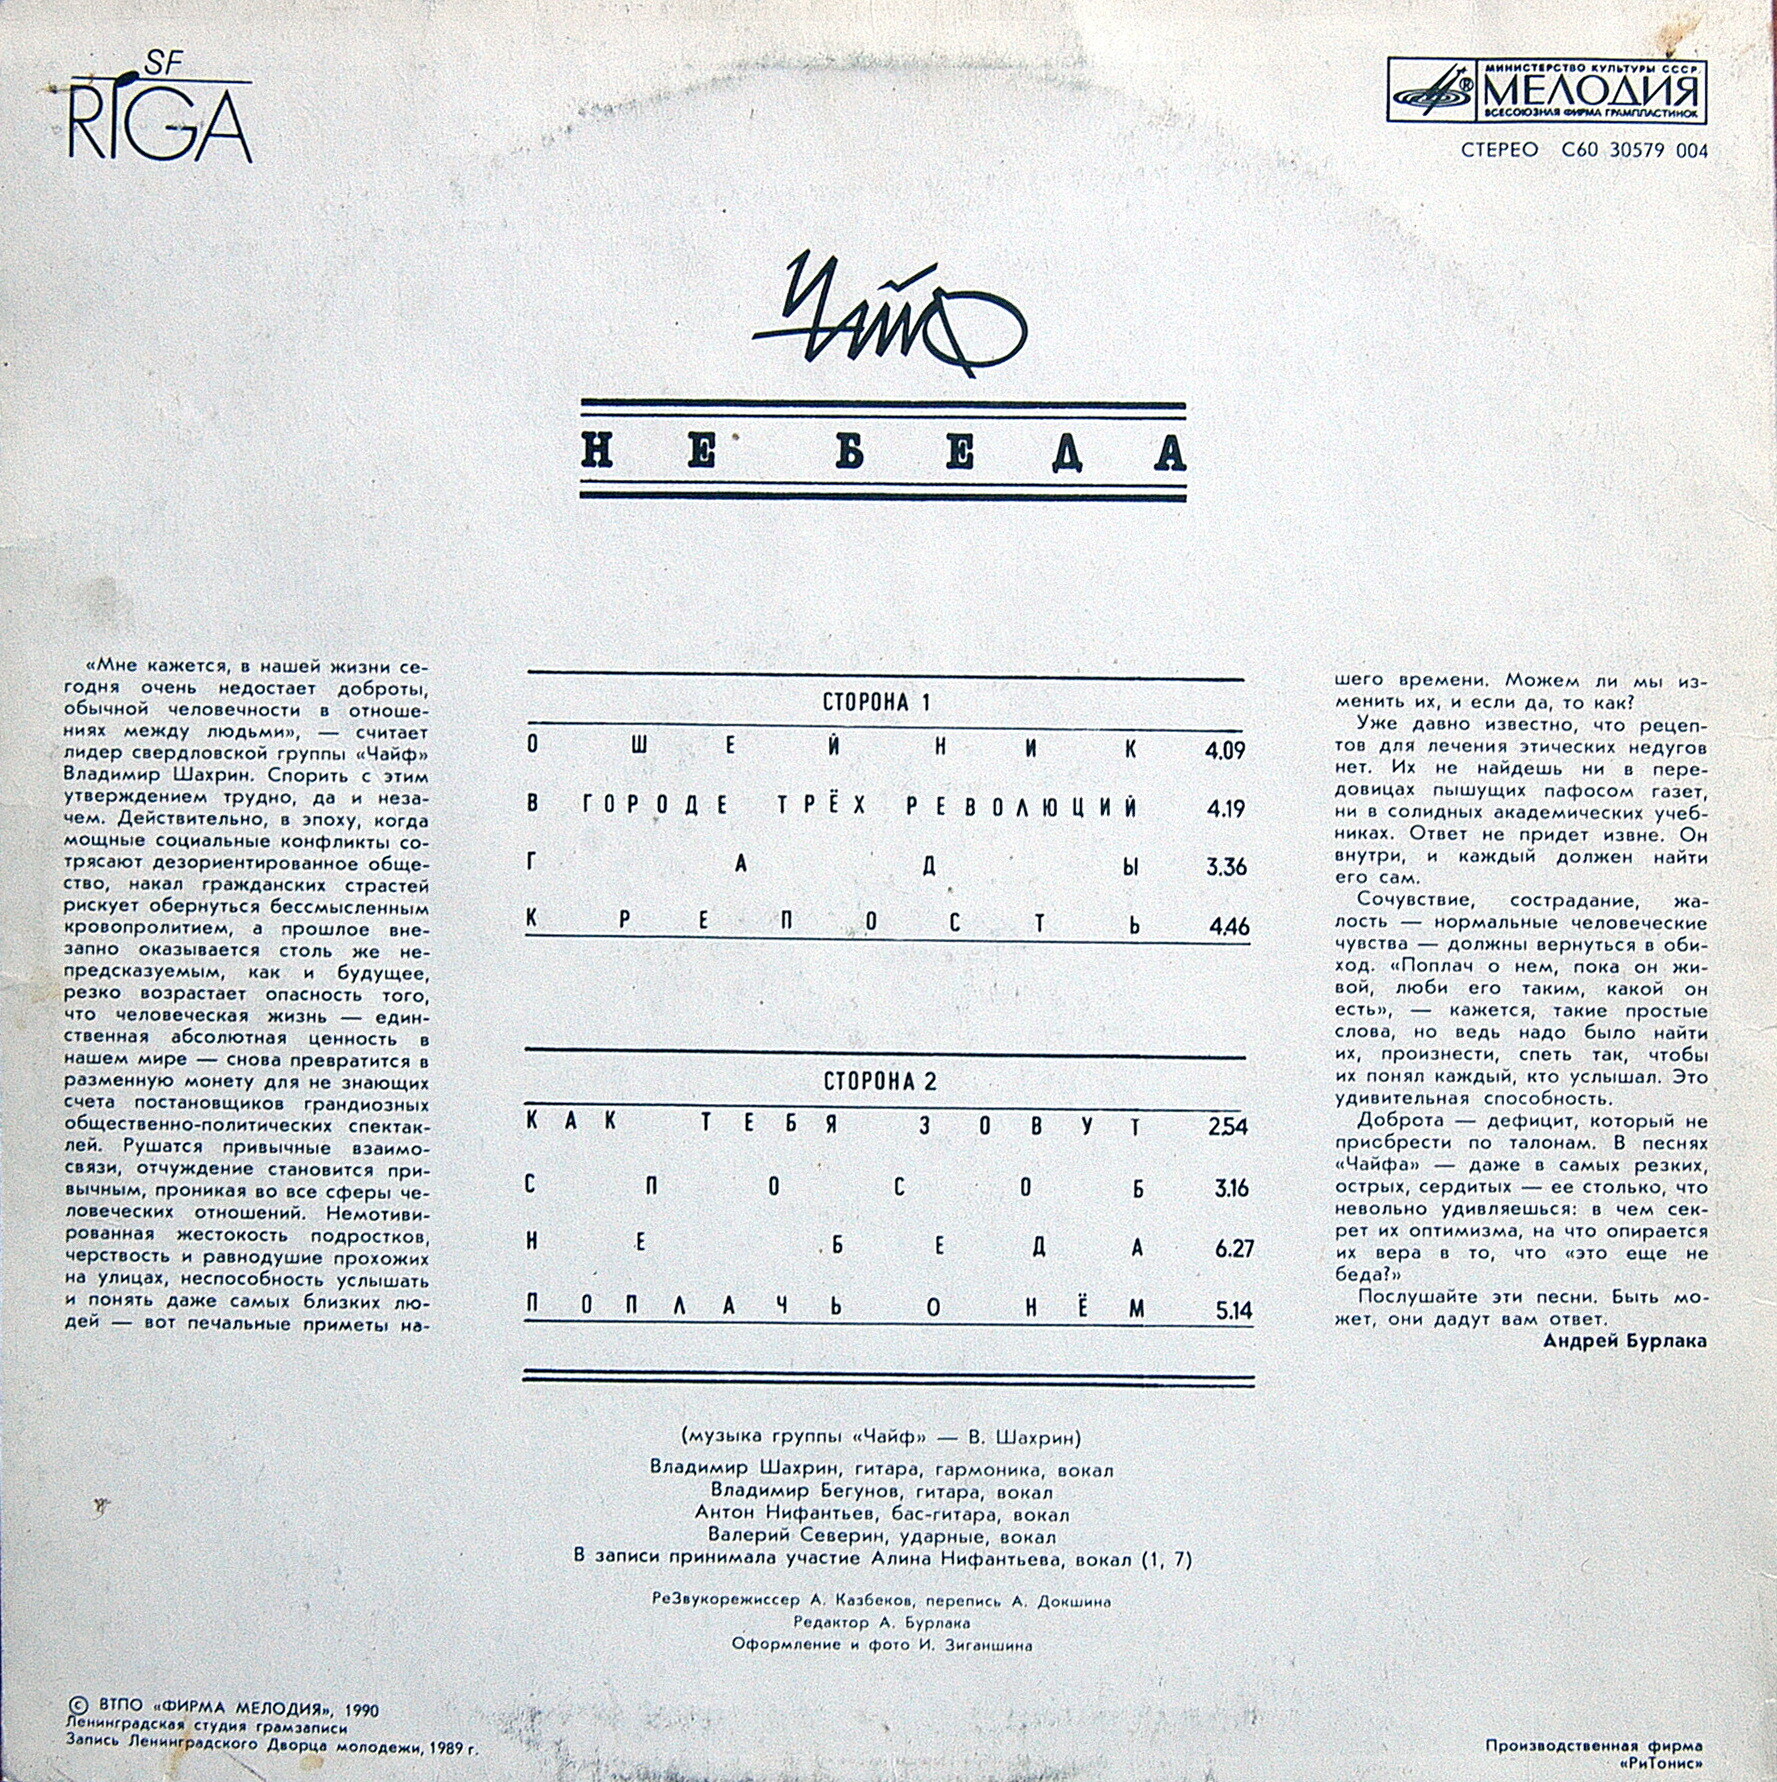 SF
RIGA
МИНИСТЕРСТВО КУЛЬТУРЫ СССР
МЕЛОДИЯ
ВСЕСОЮЗНАЯ ФИРМА ГРАМПЛАСТИНОК
СТЕРЕО С60 30579 004
ЧАЙФ
НЕ БЕДА
«Мне кажется, в нашей жизни се-
годня очень недостает доброты,
обычной человечности в отноше-
ниях между людьми», — считает
лидер свердловской группы «Чайф»
Владимир Шахрин. Спорить с этим
утверждением трудно, да и неза-
чем. Действительно, в эпоху, когда
мощные социальные конфликты со-
трясают дезориентированное обще-
ство, накал гражданских страстей
рискует обернуться бессмысленным
кровопролитием, а прошлое вне-
запно оказывается столь же не-
предсказуемым, как и будущее,
резко возрастает опасность того,
что человеческая жизнь — един-
ственная абсолютная ценность в
нашем мире — снова превратится в
разменную монету для не знающих
счета постановщиков грандиозных
общественно-политических спектак-
лей. Рушатся привычные взаимо-
связи, отчуждение становится при-
вычным, проникая во все сферы че-
ловеческих отношений. Немотиви-
рованная жестокость подростков,
черствость и равнодушие прохожих
на улицах, неспособность услышать
и понять даже самых близких лю-
дей — вот печальные приметы на-
СТОРОНА 1
ОШЕЙНИК 4.09
В ГОРОДЕ ТРЁХ РЕВОЛЮЦИЙ 4.19
ГАДЫ 3.36
КРЕПОСТЬ 4.46
СТОРОНА 2
КАК ТЕБЯ ЗОВУТ 2.54
СПОСОБ 3.16
НЕ БЕДА 6.27
ПОПЛАЧЬ О НЁМ 5.14
шего времени. Можем ли мы из-
менить их, и если да, то как?
Уже давно известно, что рецеп-
тов для лечения этических недугов
нет. Их не найдешь ни в пере-
довицах пышущих пафосом газет,
ни в солидных академических учеб-
никах. Ответ не придет извне. Он
внутри, и каждый должен найти
его сам.
Сочувствие, сострадание, жа-
лость — нормальные человеческие
чувства — должны вернуться в оби-
ход. «Поплач о нем, пока он жи-
вой, люби его таким, какой он
есть», — кажется, такие простые
слова, но ведь надо было найти
их, произнести, спеть так, чтобы
их понял каждый, кто услышал. Это
удивительная способность.
Доброта — дефицит, который не
приобрести по талонам. В песнях
«Чайфа» — даже в самых резких,
острых, сердитых — ее столько, что
невольно удивляешься: в чем сек-
рет их оптимизма, на что опирается
их вера в то, что «это еще не
беда?»
Послушайте эти песни. Быть мо-
жет, они дадут вам ответ.
Андрей Бурлака
(музыка группы «Чайф» — В. Шахрин)
Владимир Шахрин, гитара, гармоника, вокал
Владимир Бегунов, гитара, вокал
Антон Нифантьев, бас-гитара, вокал
Валерий Северин, ударные, вокал
В записи принимала участие Алина Нифантьева, вокал (1, 7)
РеЗвукорежиссер А. Казбеков, перепись А. Докшина
Редактор А. Бурлака
Оформление и фото И. Зиганшина
© ВТПО «ФИРМА МЕЛОДИЯ», 1990
Ленинградская студия грамзаписи
Запись Ленинградского Дворца молодежи, 1989 г.
Производственная фирма
«РиТонис»